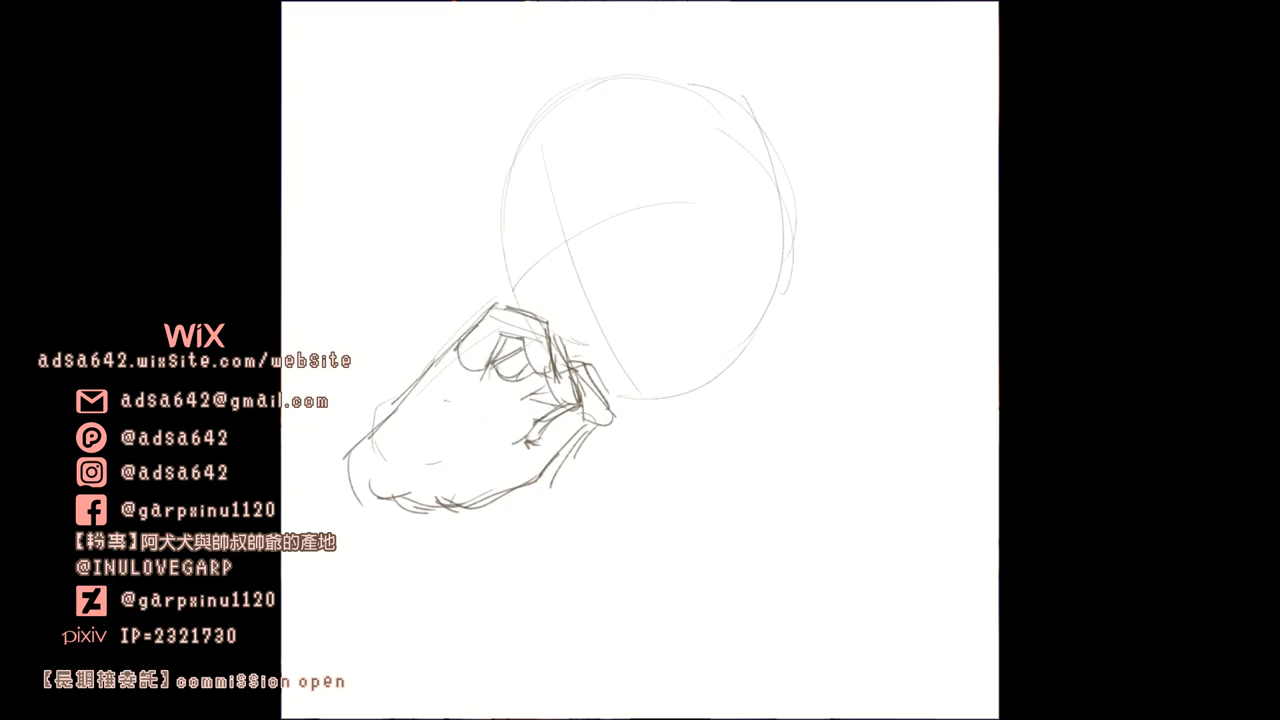 WiX
adsa642.wixsite.com/website
adsa642@gmail.com
@adsa642
@adsa642
@garpxinu1120
【粉專】阿犬犬與帥叔帥爺的產地
@INULOVEGARP
@garpxinu1120
pixiv IP=2321730
【長期接委託】commission open